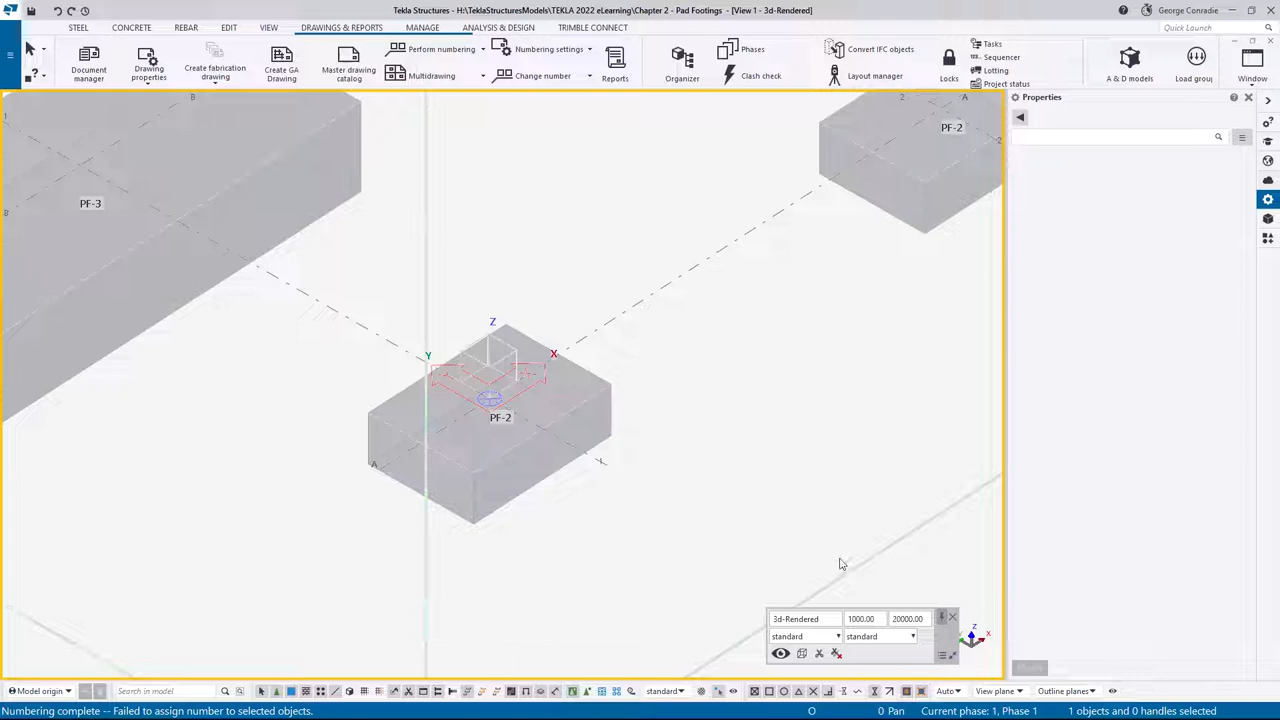 Tekla Structures - H:\TeklaStructuresModels\TEKLA 2022 eLearning\Chapter 2 - Pad Footings - [View 1 - 3d-Rendered]
George Conradie
STEEL CONCRETE REBAR EDIT VIEW DRAWINGS & REPORTS MANAGE ANALYSIS & DESIGN TRIMBLE CONNECT
Quick Launch
Document manager
Drawing properties
Create fabrication drawing
Create GA Drawing
Master drawing catalog
Perform numbering
Multidrawing
Numbering settings
Change number
Reports
Organizer
Phases
Clash check
Convert IFC objects
Layout manager
Tasks
Sequencer
Lotting
Project status
Locks
A & D models
Load grou
Window
Properties
B
2
A
1
PF-2
2
PF-3
Z
Y
X
PF-2
A
3d-Rendered 1000.00 20000.00
standard standard
Z
X
Model origin
Search in model
standard
Auto
View plane
Outline planes
Numbering complete -- Failed to assign number to selected objects.
O
0 Pan
Current phase: 1, Phase 1
1 objects and 0 handles selected